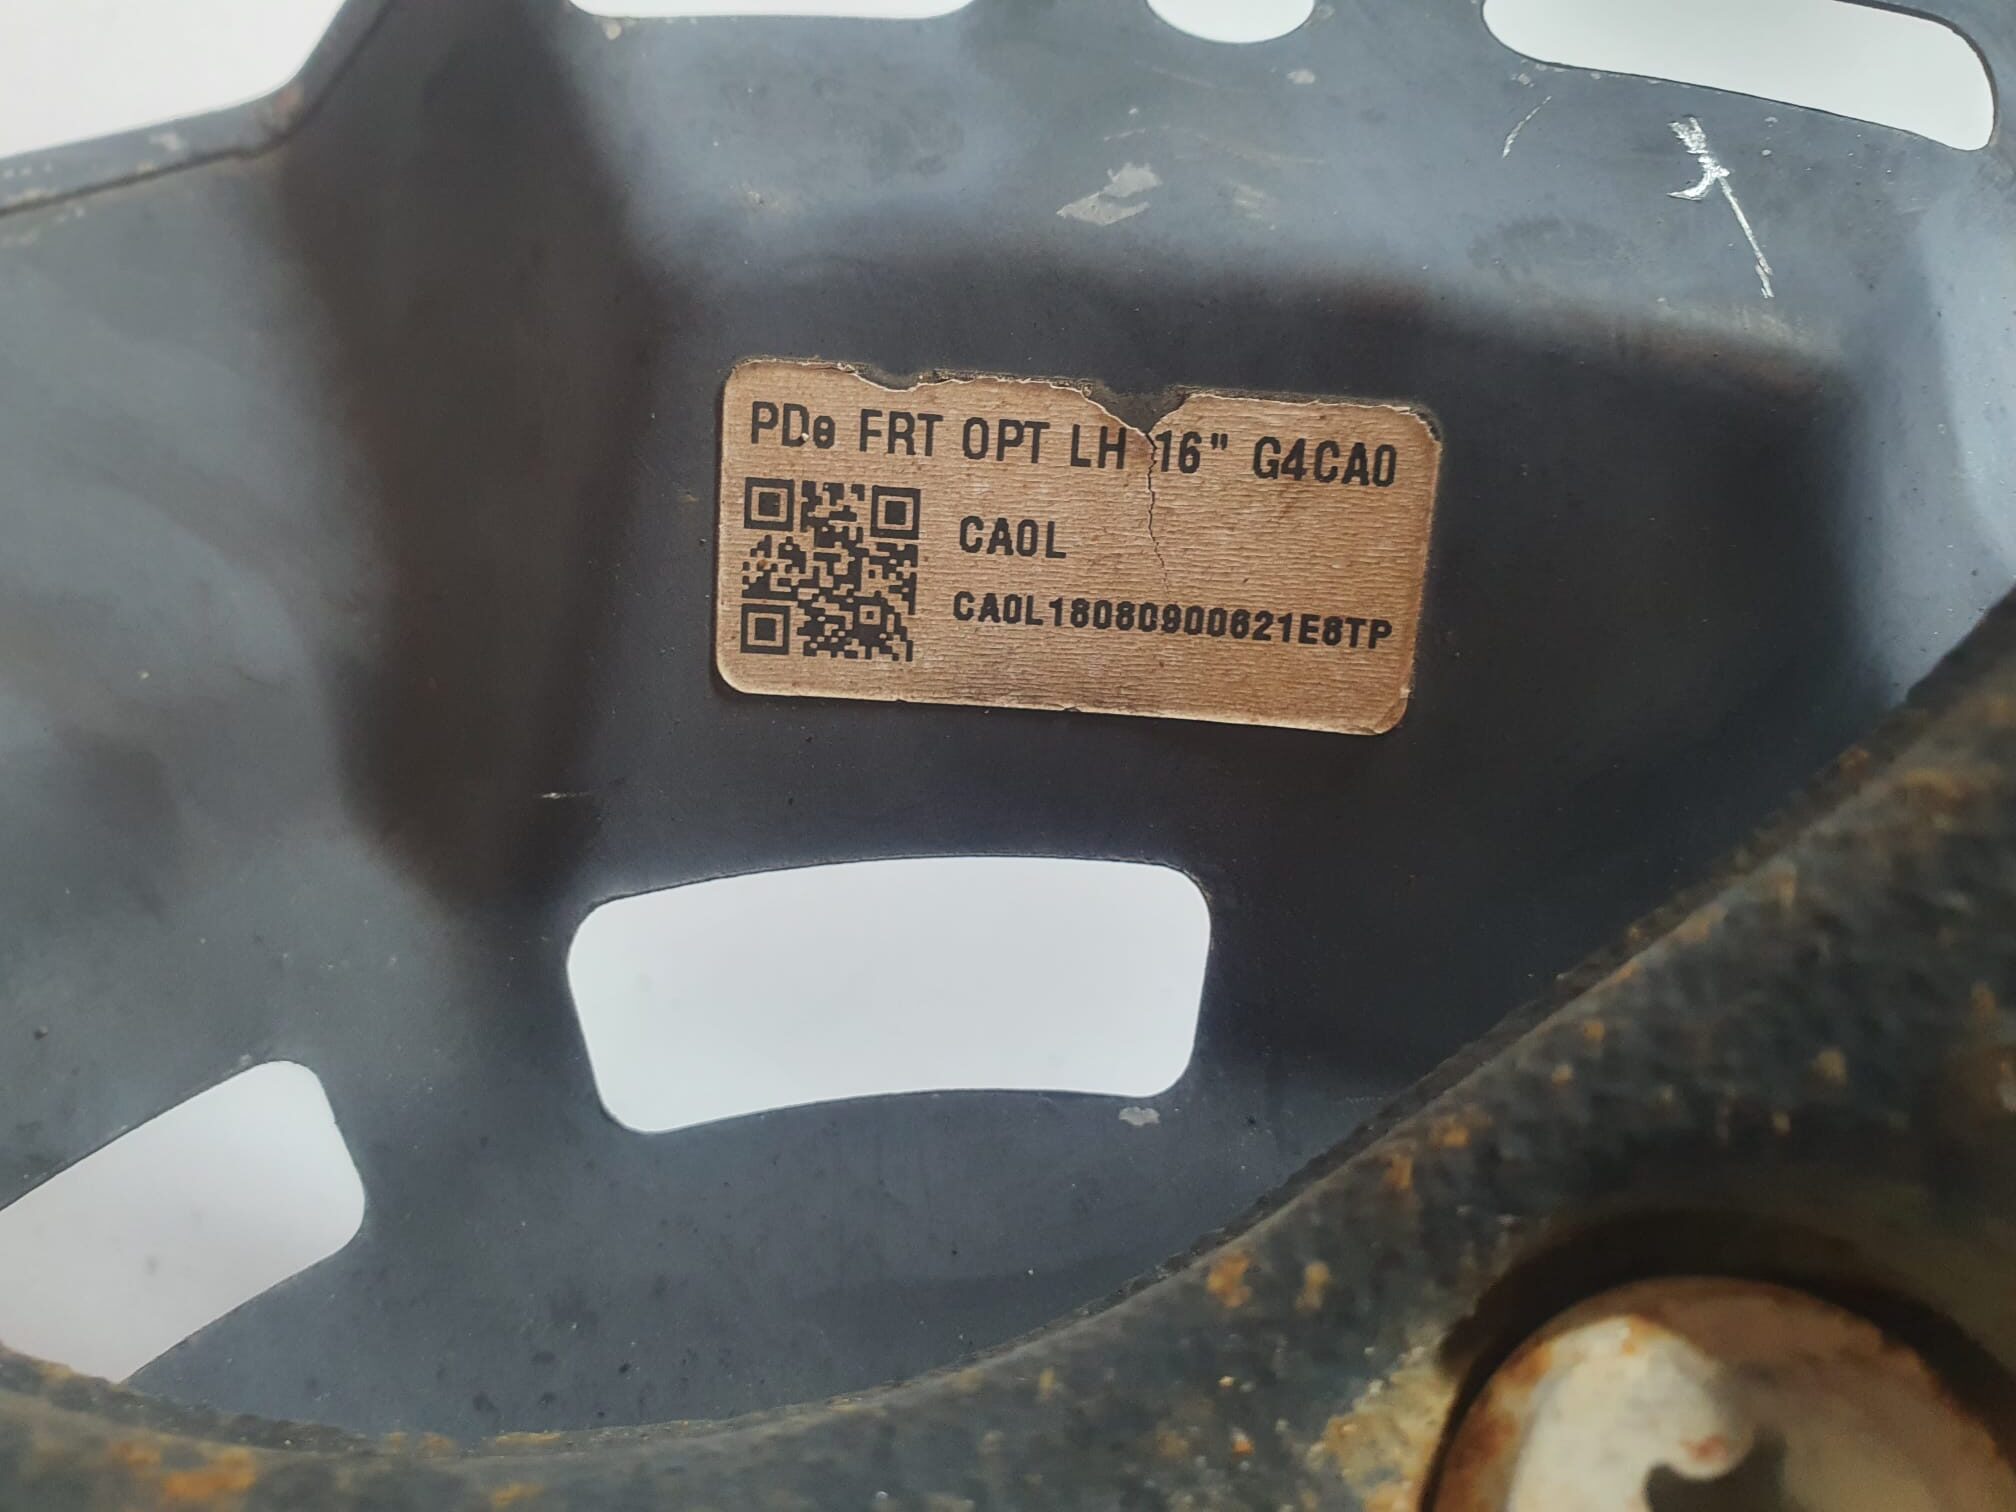 PDe FRT OPT LH 16" G4CA0
CA0L
CA0L18080900621E8TP